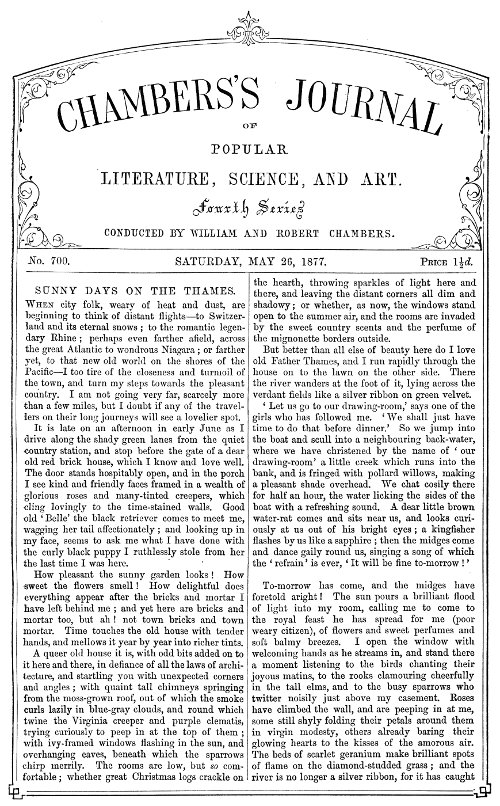 CHAMBERS'S JOURNAL
OF
POPULAR
LITERATURE, SCIENCE, AND ART.
Fourth Series
CONDUCTED BY WILLIAM AND ROBERT CHAMBERS.
No. 700. SATURDAY, MAY 26, 1877. PRICE 1½d.
SUNNY DAYS ON THE THAMES.
WHEN city folk, weary of heat and dust, are
beginning to think of distant flights—to Switzer-
land and its eternal snows; to the romantic legen-
dary Rhine; perhaps even farther afield, across
the great Atlantic to wondrous Niagara; or farther
yet, to that new old world on the shores of the
Pacific—I too tire of the closeness and turmoil of
the town, and turn my steps towards the pleasant
country. I am not going very far, scarcely more
than a few miles, but I doubt if any of the travel-
lers on their long journeys will see a lovelier spot.
It is late on an afternoon in early June as I
drive along the shady green lanes from the quiet
country station, and stop before the gate of a dear
old red brick house, which I know and love well.
The door stands hospitably open, and in the porch
I see kind and friendly faces framed in a wealth of
glorious roses and many-tinted creepers, which
cling lovingly to the time-stained walls. Good
old 'Belle' the black retriever comes to meet me,
wagging her tail affectionately; and looking up in
my face, seems to ask me what I have done with
the curly black puppy I ruthlessly stole from her
the last time I was here.
How pleasant the sunny garden looks! How
sweet the flowers smell! How delightful does
everything appear after the bricks and mortar I
have left behind me; and yet here are bricks and
mortar too, but ah! not town bricks and town
mortar. Time touches the old house with tender
hands, and mellows it year by year into richer tints.
A queer old house it is, with odd bits added on to
it here and there, in defiance of all the laws of archi-
tecture, and startling you with unexpected corners
and angles; with quaint tall chimneys springing
from the moss-grown roof, out of which the smoke
curls lazily in blue-gray clouds, and round which
twine the Virginia creeper and purple clematis,
trying curiously to peep in at the top of them;
with ivy-framed windows flashing in the sun, and
overhanging eaves, beneath which the sparrows
chirp merrily. The rooms are low, but so com-
fortable; whether great Christmas logs crackle on
the hearth, throwing sparkles of light here and
there, and leaving the distant corners all dim and
shadowy; or whether, as now, the windows stand
open to the summer air, and the rooms are invaded
by the sweet country scents and the perfume of
the mignonette borders outside.
But better than all else of beauty here do I love
old Father Thames, and I run rapidly through the
house on to the lawn on the other side. There
the river wanders at the foot of it, lying across the
verdant fields like a silver ribbon on green velvet.
'Let us go to our drawing-room,' says one of the
girls who has followed me. 'We shall just have
time to do that before dinner.' So we jump into
the boat and scull into a neighbouring back-water,
where we have christened by the name of 'our
drawing-room' a little creek which runs into the
bank, and is fringed with pollard willows, making
a pleasant shade overhead. We chat cosily there
for half an hour, the water licking the sides of the
boat with a refreshing sound. A dear little brown
water-rat comes and sits near us, and looks curi-
ously at us out of his bright eyes; a kingfisher
flashes by us like a sapphire; then the midges come
and dance gaily round us, singing a song of which
the 'refrain' is ever, 'It will be fine to-morrow!'
To-morrow has come, and the midges have
foretold aright! The sun pours a brilliant flood
of light into my room, calling me to come to
the royal feast he has spread for me (poor
weary citizen), of flowers and sweet perfumes and
soft balmy breezes. I open the window with
welcoming hands as he streams in, and stand there
a moment listening to the birds chanting their
joyous matins, to the rooks clamouring cheerfully
in the tall elms, and to the busy sparrows who
twitter noisily just above my casement. Roses
have climbed the wall, and are peeping in at me,
some still shyly folding their petals around them
in virgin modesty, others already baring their
glowing hearts to the kisses of the amorous air.
The beds of scarlet geranium make brilliant spots
of flame on the diamond-studded grass; and the
river is no longer a silver ribbon, for it has caught